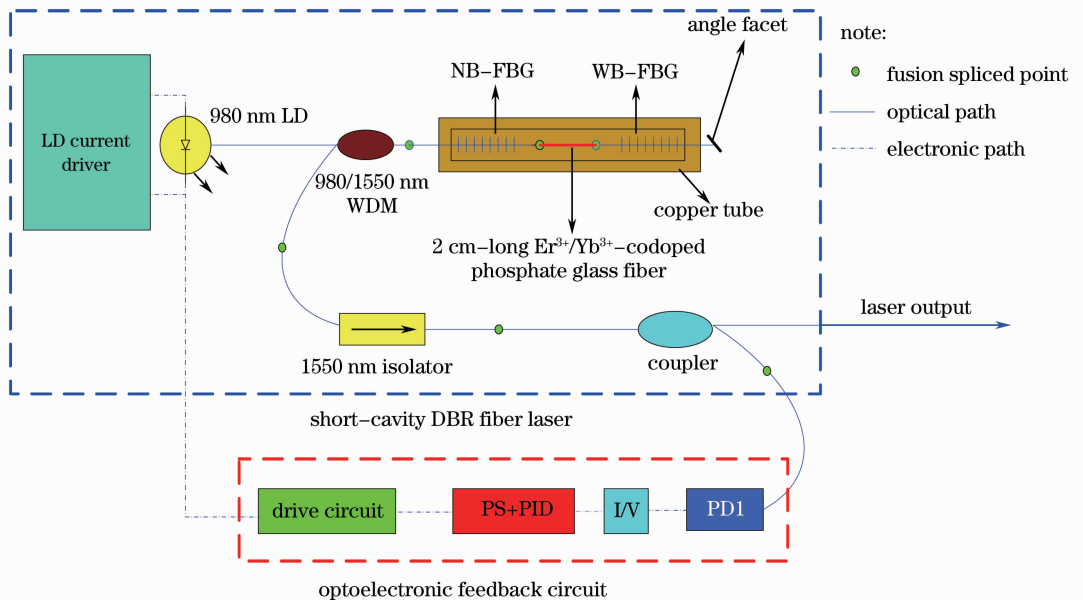 angle facet
note:
NB−FBG
WB−FBG
fusion spliced point
980 nm LD
optical path
LD current
driver
electronic path
980/1550 nm
WDM
copper tube
2 cm−long Er³⁺/Yb³⁺−codoped
phosphate glass fiber
laser output
1550 nm isolator
coupler
short−cavity DBR fiber laser
drive circuit
PS+PID
I/V
PD1
optoelectronic feedback circuit